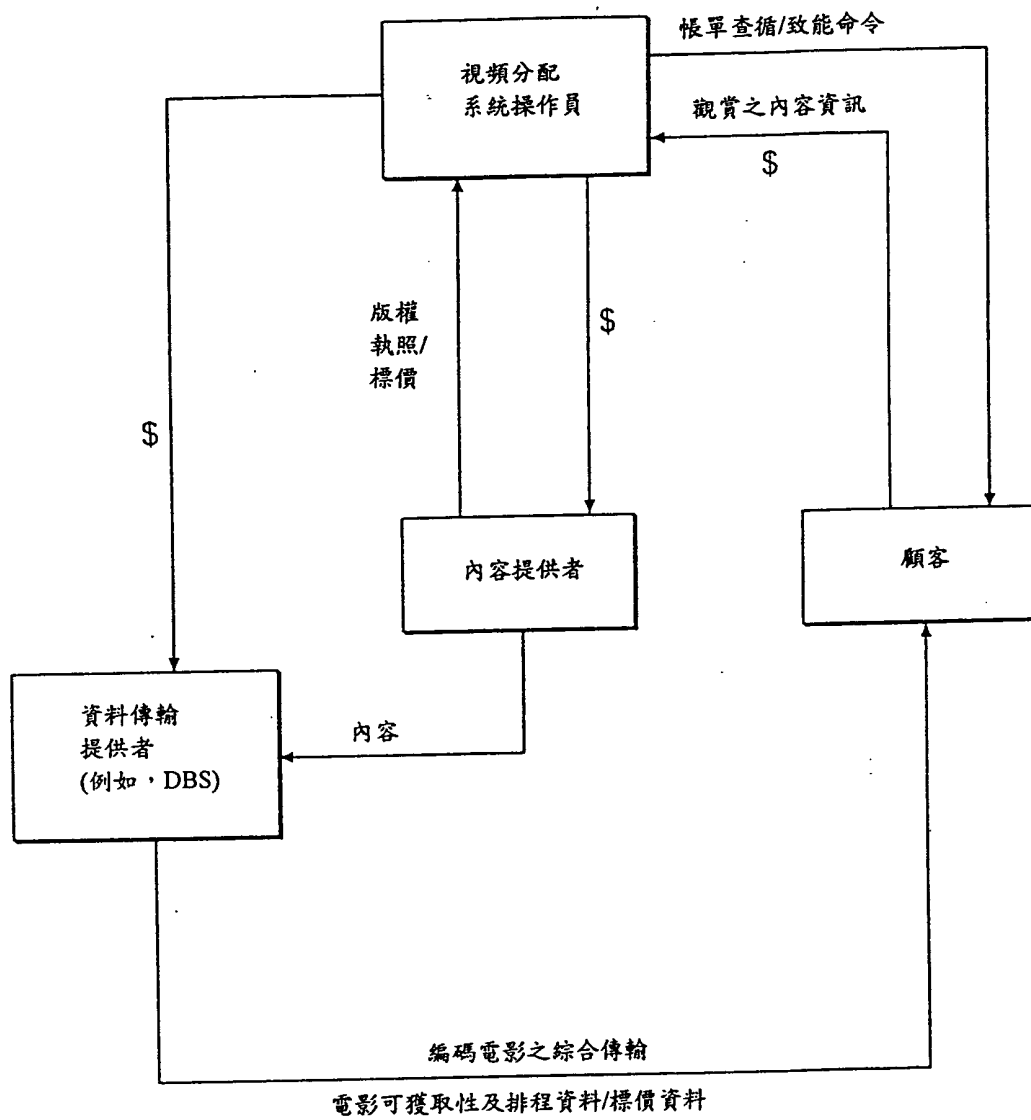 帳單查循/致能命令
視頻分配
系統操作員
觀賞之內容資訊
$
版權
執照/
標價
$
$
內容提供者
顧客
資料傳輸
提供者
(例如,DBS)
內容
編碼電影之綜合傳輸
電影可獲取性及排程資料/標價資料